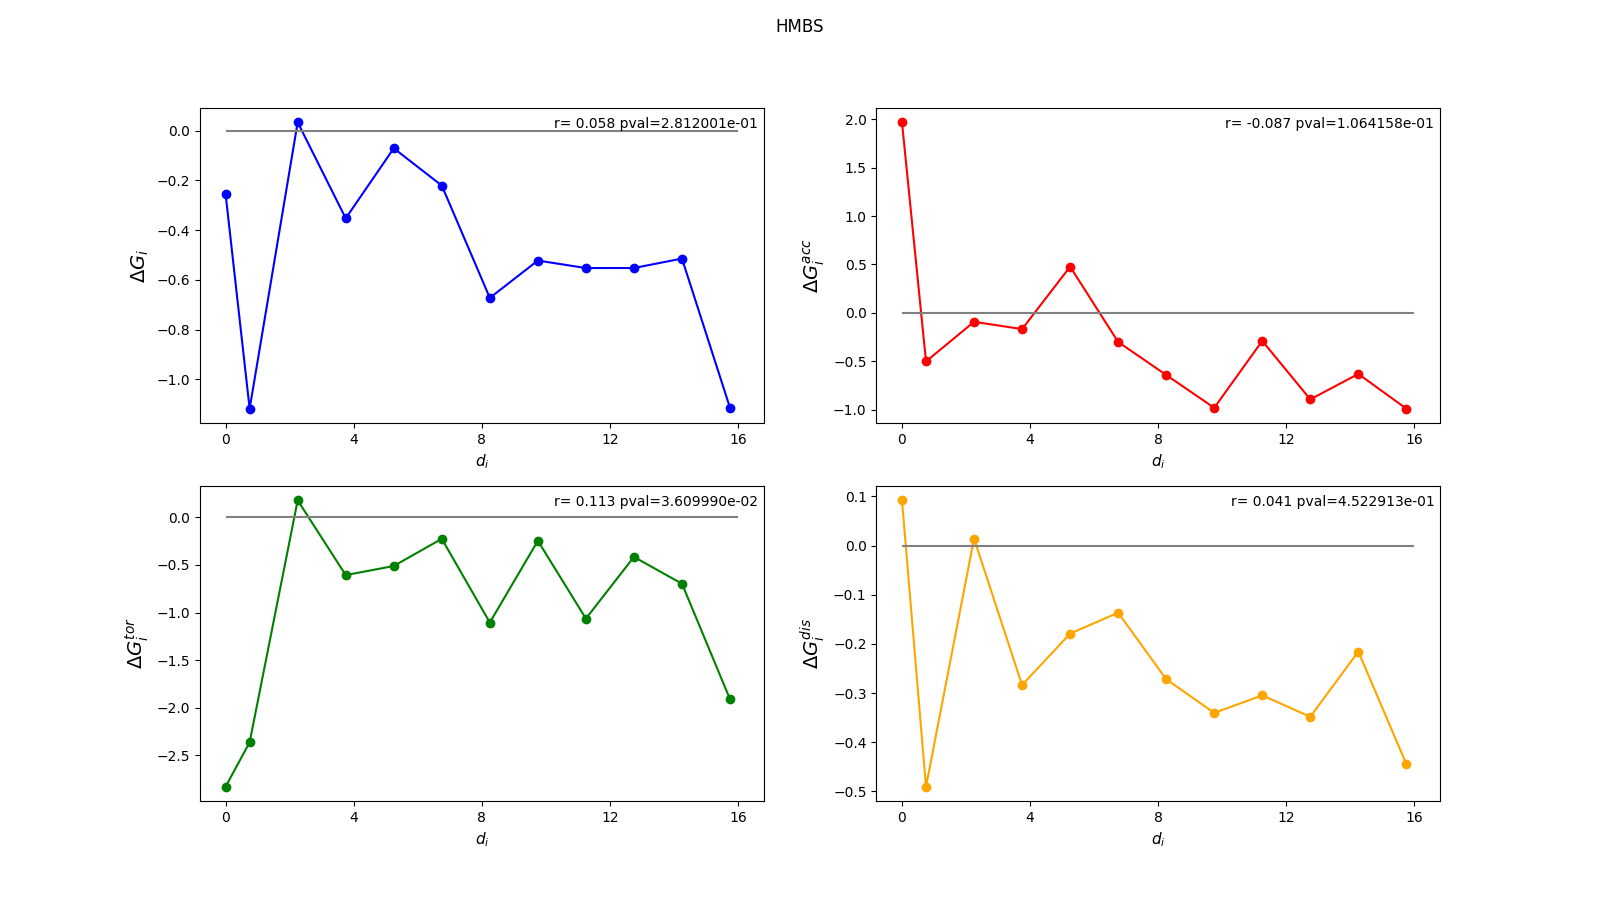 HMBS
r= 0.058 pval=2.812001e-01
0.0
−0.2
−0.4
−0.6
−0.8
−1.0
ΔG_i
0 4 8 12 16
d_i
r= -0.087 pval=1.064158e-01
2.0
1.5
1.0
0.5
0.0
−0.5
−1.0
ΔG_i^acc
0 4 8 12 16
d_i
r= 0.113 pval=3.609990e-02
0.0
−0.5
−1.0
−1.5
−2.0
−2.5
ΔG_i^tor
0 4 8 12 16
d_i
r= 0.041 pval=4.522913e-01
0.1
0.0
−0.1
−0.2
−0.3
−0.4
−0.5
ΔG_i^dis
0 4 8 12 16
d_i